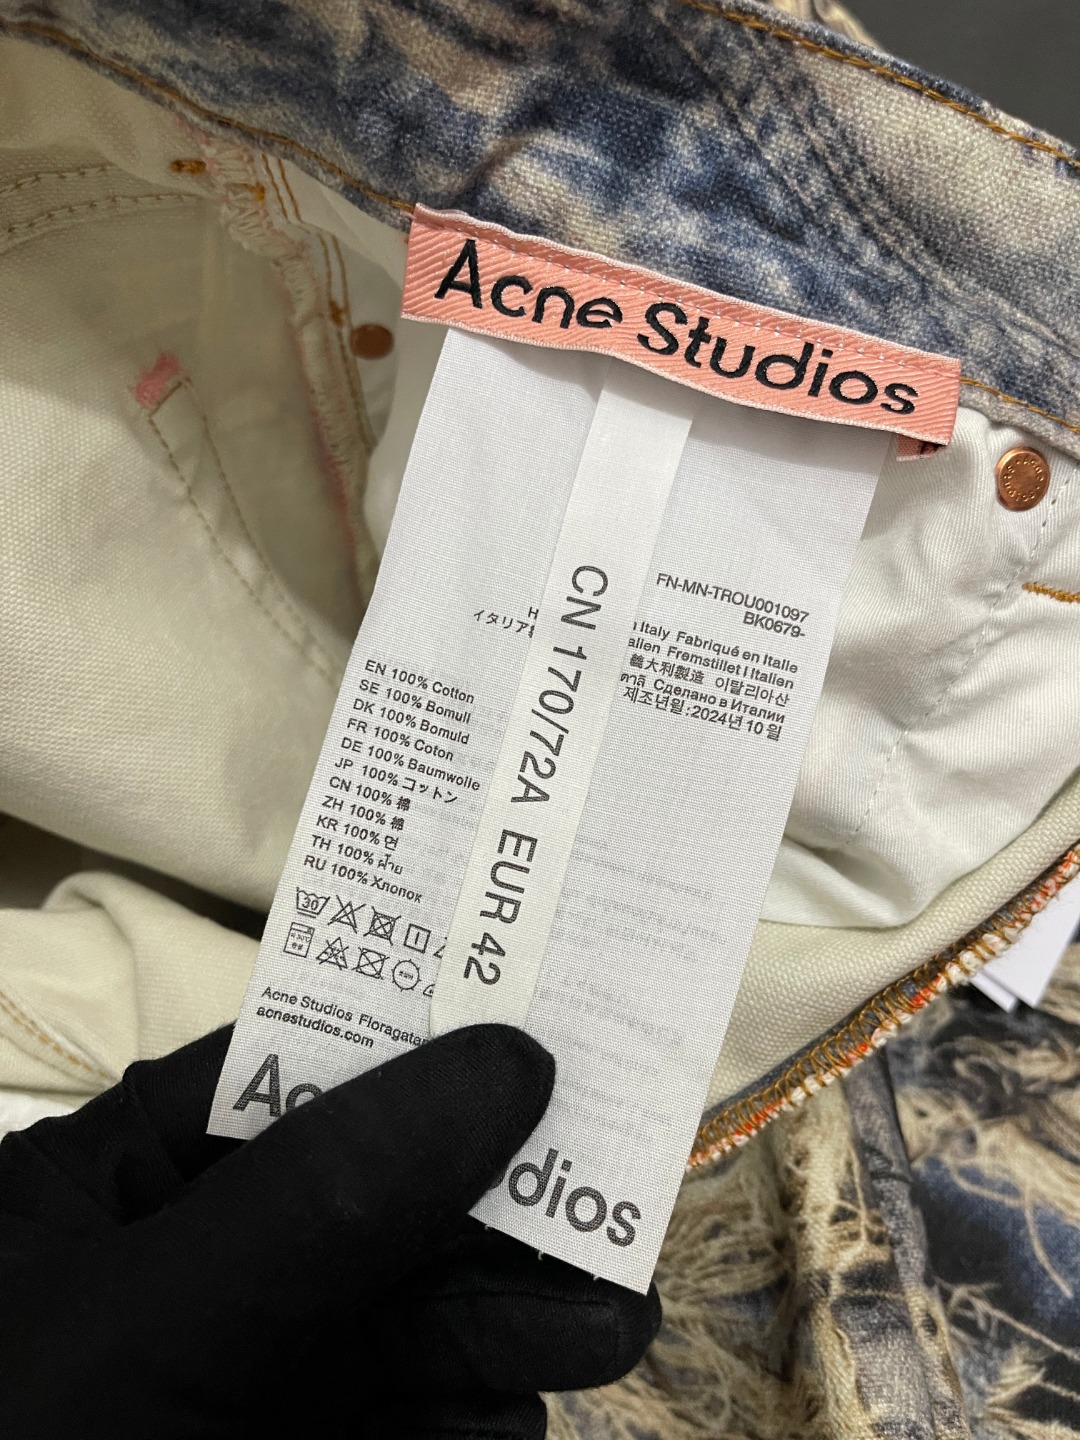 Acne Studios
CN 170/72A EUR 42
FN-MN-TROU001097
BK0679-
Italy Fabriqué en Italie
Fremstillet I Italien
義大利製造 이탈리아산
Сделано в Италии
제조년월:2024년 10월
イタリア
EN 100% Cotton
SE 100% Bomull
DK 100% Bomuld
FR 100% Coton
DE 100% Baumwolle
JP 100% コットン
CN 100% 棉
ZH 100% 棉
KR 100% 면
TH 100% ฝ้าย
RU 100% Хлопок
30
Acne Studios
acnestudios.com